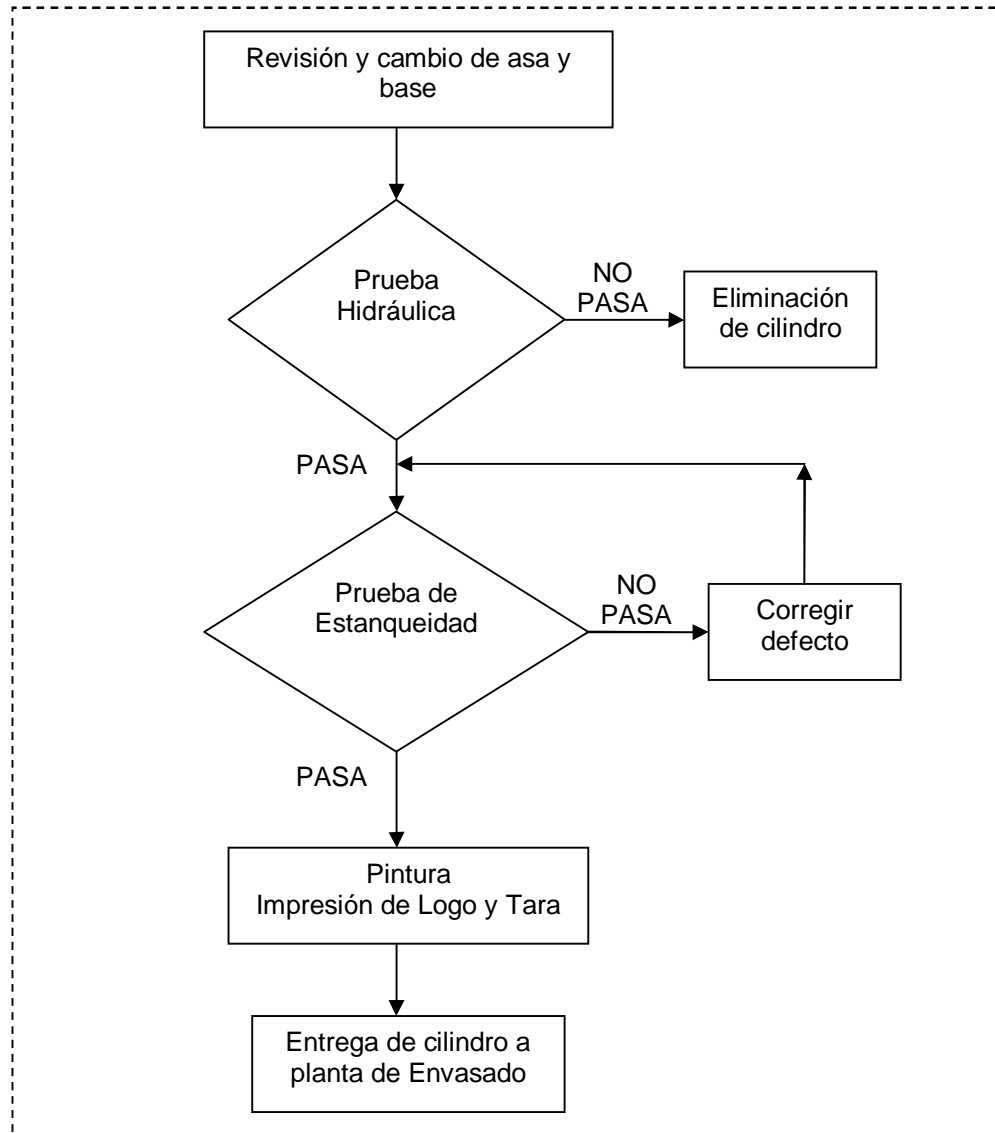 Revisión y cambio de asa y
base
Prueba
Hidráulica
NO
PASA
Eliminación
de cilindro
PASA
Prueba de
Estanqueidad
NO
PASA
Corregir
defecto
PASA
Pintura
Impresión de Logo y Tara
Entrega de cilindro a
planta de Envasado